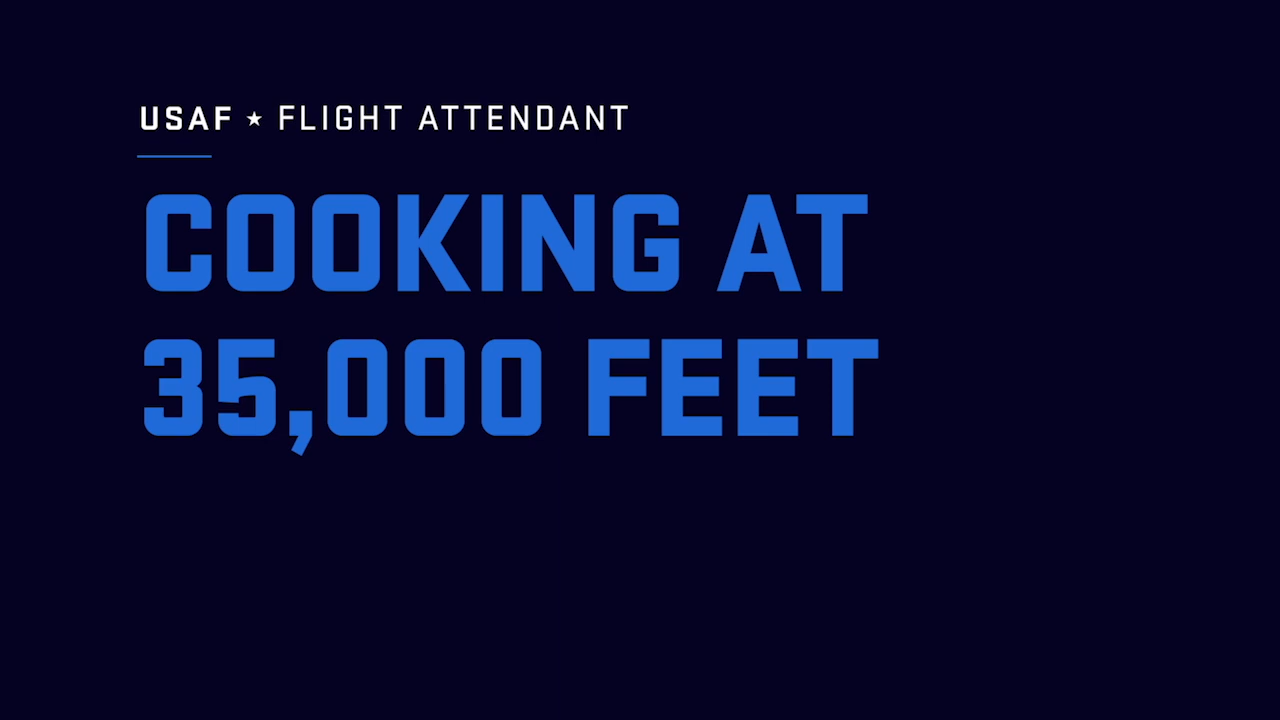 USAF ★ FLIGHT ATTENDANT
COOKING AT
35,000 FEET